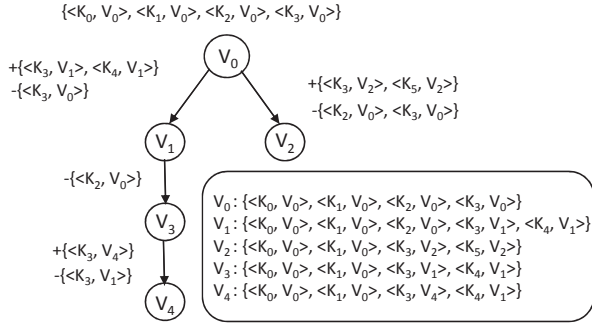 {<K₀, V₀>, <K₁, V₀>, <K₂, V₀>, <K₃, V₀>}
V₀
+{<K₃, V₁>, <K₄, V₁>}
-{<K₃, V₀>}
+{<K₃, V₂>, <K₅, V₂>}
-{<K₂, V₀>, <K₃, V₀>}
V₁
V₂
-{<K₂, V₀>}
V₃
+{<K₃, V₄>}
-{<K₃, V₁>}
V₄
V₀ : {<K₀, V₀>, <K₁, V₀>, <K₂, V₀>, <K₃, V₀>}
V₁ : {<K₀, V₀>, <K₁, V₀>, <K₂, V₀>, <K₃, V₁>, <K₄, V₁>}
V₂ : {<K₀, V₀>, <K₁, V₀>, <K₃, V₂>, <K₅, V₂>}
V₃ : {<K₀, V₀>, <K₁, V₀>, <K₃, V₁>, <K₄, V₁>}
V₄ : {<K₀, V₀>, <K₁, V₀>, <K₃, V₄>, <K₄, V₁>}